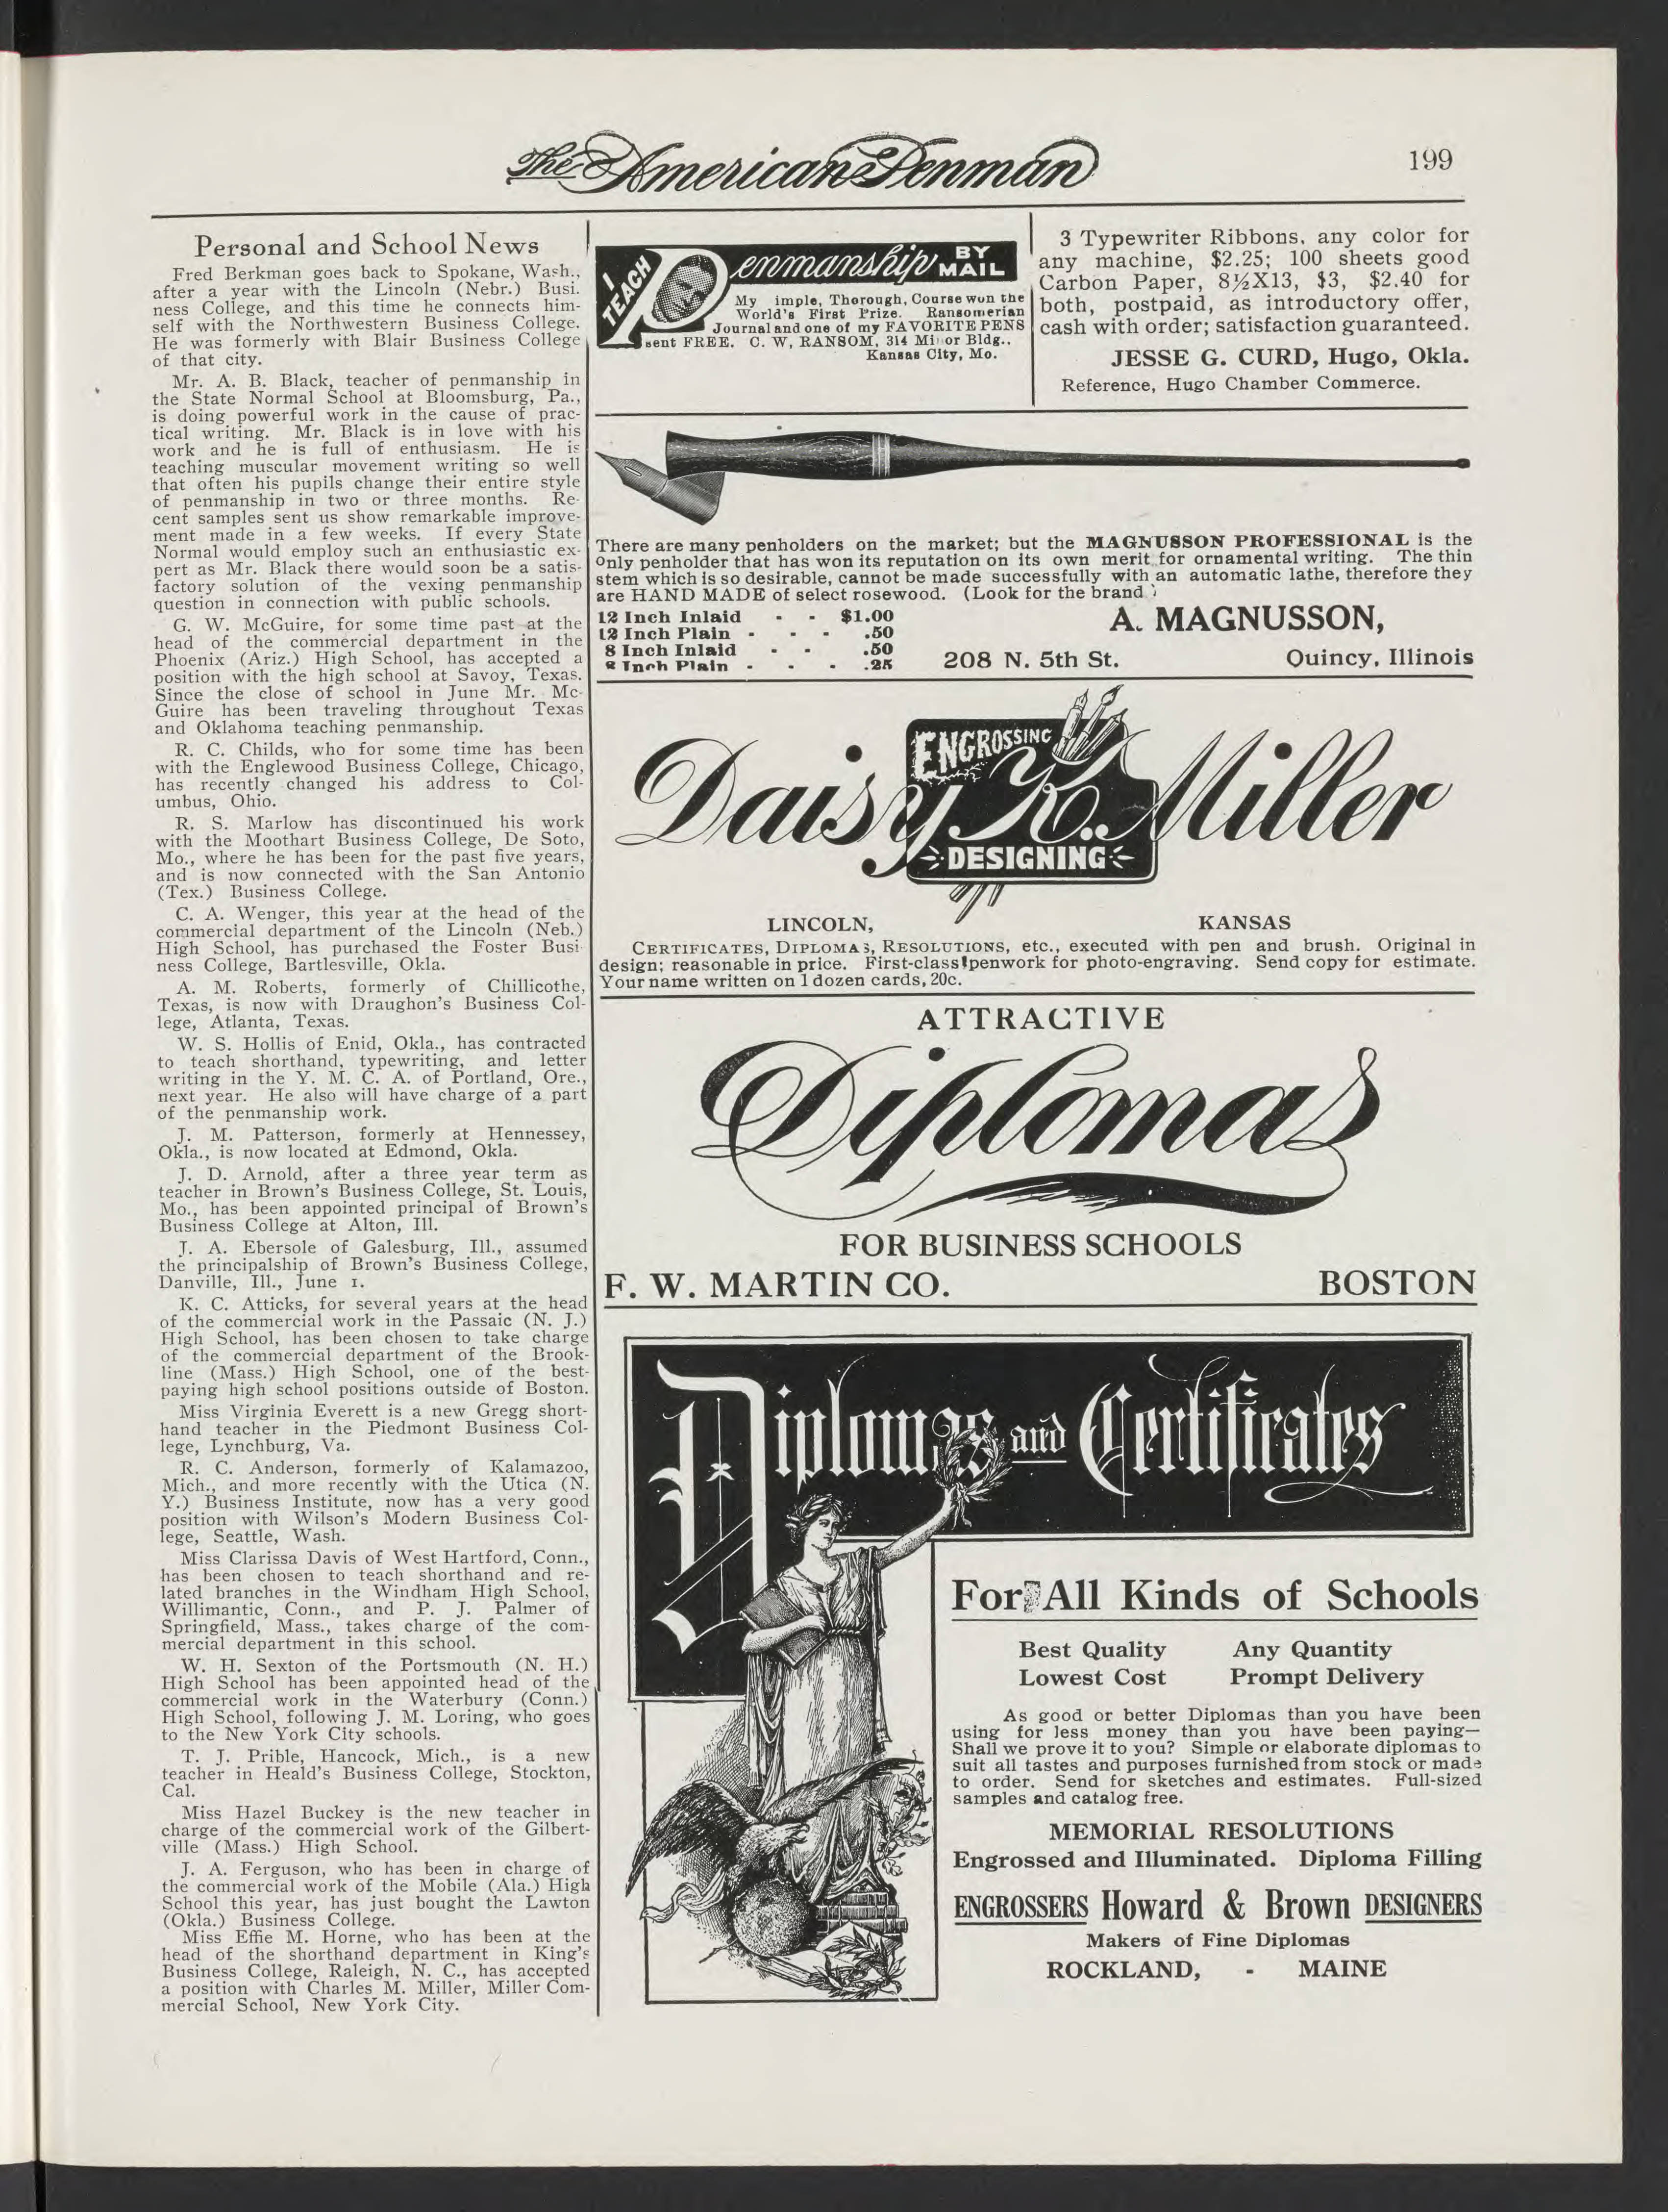 The American Penman
199
Personal and School News
Fred Berkman goes back to Spokane, Wash.,
after a year with the Lincoln (Nebr.) Busi.
ness College, and this time he connects him-
self with the Northwestern Business College.
He was formerly with Blair Business College
of that city.
Mr. A. B. Black, teacher of penmanship in
the State Normal School at Bloomsburg, Pa.,
is doing powerful work in the cause of prac-
tical writing. Mr. Black is in love with his
work and he is full of enthusiasm. He is
teaching muscular movement writing so well
that often his pupils change their entire style
of penmanship in two or three months. Re-
cent samples sent us show remarkable improve-
ment made in a few weeks. If every State
Normal would employ such an enthusiastic ex-
pert as Mr. Black there would soon be a satis-
factory solution of the vexing penmanship
question in connection with public schools.
G. W. McGuire, for some time past at the
head of the commercial department in the
Phoenix (Ariz.) High School, has accepted a
position with the high school at Savoy, Texas.
Since the close of school in June Mr. Mc-
Guire has been traveling throughout Texas
and Oklahoma teaching penmanship.
R. C. Childs, who for some time has been
with the Englewood Business College, Chicago,
has recently changed his address to Col-
umbus, Ohio.
R. S. Marlow has discontinued his work
with the Moothart Business College, De Soto,
Mo., where he has been for the past five years,
and is now connected with the San Antonio
(Tex.) Business College.
C. A. Wenger, this year at the head of the
commercial department of the Lincoln (Neb.)
High School, has purchased the Foster Busi-
ness College, Bartlesville, Okla.
A. M. Roberts, formerly of Chillicothe,
Texas, is now with Draughon's Business Col-
lege, Atlanta, Texas.
W. S. Hollis of Enid, Okla., has contracted
to teach shorthand, typewriting, and letter
writing in the Y. M. C. A. of Portland, Ore.,
next year. He also will have charge of a part
of the penmanship work.
J. M. Patterson, formerly at Hennessey,
Okla., is now located at Edmond, Okla.
J. D. Arnold, after a three year term as
teacher in Brown's Business College, St. Louis,
Mo., has been appointed principal of Brown's
Business College at Alton, Ill.
J. A. Ebersole of Galesburg, Ill., assumed
the principalship of Brown's Business College,
Danville, Ill., June 1.
K. C. Atticks, for several years at the head
of the commercial work in the Passaic (N. J.)
High School, has been chosen to take charge
of the commercial department of the Brook-
line (Mass.) High School, one of the best-
paying high school positions outside of Boston.
Miss Virginia Everett is a new Gregg short-
hand teacher in the Piedmont Business Col-
lege, Lynchburg, Va.
R. C. Anderson, formerly of Kalamazoo,
Mich., and more recently with the Utica (N.
Y.) Business Institute, now has a very good
position with Wilson's Modern Business Col-
lege, Seattle, Wash.
Miss Clarissa Davis of West Hartford, Conn.,
has been chosen to teach shorthand and re-
lated branches in the Windham High School,
Willimantic, Conn., and P. J. Palmer of
Springfield, Mass., takes charge of the com-
mercial department in this school.
W. H. Sexton of the Portsmouth (N. H.)
High School has been appointed head of the
commercial work in the Waterbury (Conn.)
High School, following J. M. Loring, who goes
to the New York City schools.
T. J. Prible, Hancock, Mich., is a new
teacher in Heald's Business College, Stockton,
Cal.
Miss Hazel Buckey is the new teacher in
charge of the commercial work of the Gilbert-
ville (Mass.) High School.
J. A. Ferguson, who has been in charge of
the commercial work of the Mobile (Ala.) High
School this year, has just bought the Lawton
(Okla.) Business College.
Miss Effie M. Horne, who has been at the
head of the shorthand department in King's
Business College, Raleigh, N. C., has accepted
a position with Charles M. Miller, Miller Com-
mercial School, New York City.
I TEACH Penmanship BY MAIL
My imple, Thorough, Course won the
World's First Prize. Ransomerian
Journal and one of my FAVORITE PENS
sent FREE. C. W, RANSOM, 314 Minor Bldg..
Kansas City, Mo.
3 Typewriter Ribbons, any color for
any machine, $2.25; 100 sheets good
Carbon Paper, 8½X13, $3, $2.40 for
both, postpaid, as introductory offer,
cash with order; satisfaction guaranteed.
JESSE G. CURD, Hugo, Okla.
Reference, Hugo Chamber Commerce.
There are many penholders on the market; but the MAGNUSSON PROFESSIONAL is the
only penholder that has won its reputation on its own merit for ornamental writing. The thin
stem which is so desirable, cannot be made successfully with an automatic lathe, therefore they
are HAND MADE of select rosewood. (Look for the brand
12 Inch Inlaid - - $1.00
12 Inch Plain - - - .50
8 Inch Inlaid - - .50
8 Inch Plain - - - .25
A. MAGNUSSON,
208 N. 5th St. Quincy, Illinois
ENGROSSING
Daisy K. Miller
DESIGNING
LINCOLN, KANSAS
CERTIFICATES, DIPLOMAS, RESOLUTIONS, etc., executed with pen and brush. Original in
design; reasonable in price. First-class penwork for photo-engraving. Send copy for estimate.
Your name written on 1 dozen cards, 20c.
ATTRACTIVE
Diplomas
FOR BUSINESS SCHOOLS
F. W. MARTIN CO. BOSTON
Diplomas and Certificates
For All Kinds of Schools
Best Quality Any Quantity
Lowest Cost Prompt Delivery
As good or better Diplomas than you have been
using for less money than you have been paying—
Shall we prove it to you? Simple or elaborate diplomas to
suit all tastes and purposes furnished from stock or made
to order. Send for sketches and estimates. Full-sized
samples and catalog free.
MEMORIAL RESOLUTIONS
Engrossed and Illuminated. Diploma Filling
ENGROSSERS Howard & Brown DESIGNERS
Makers of Fine Diplomas
ROCKLAND, - MAINE